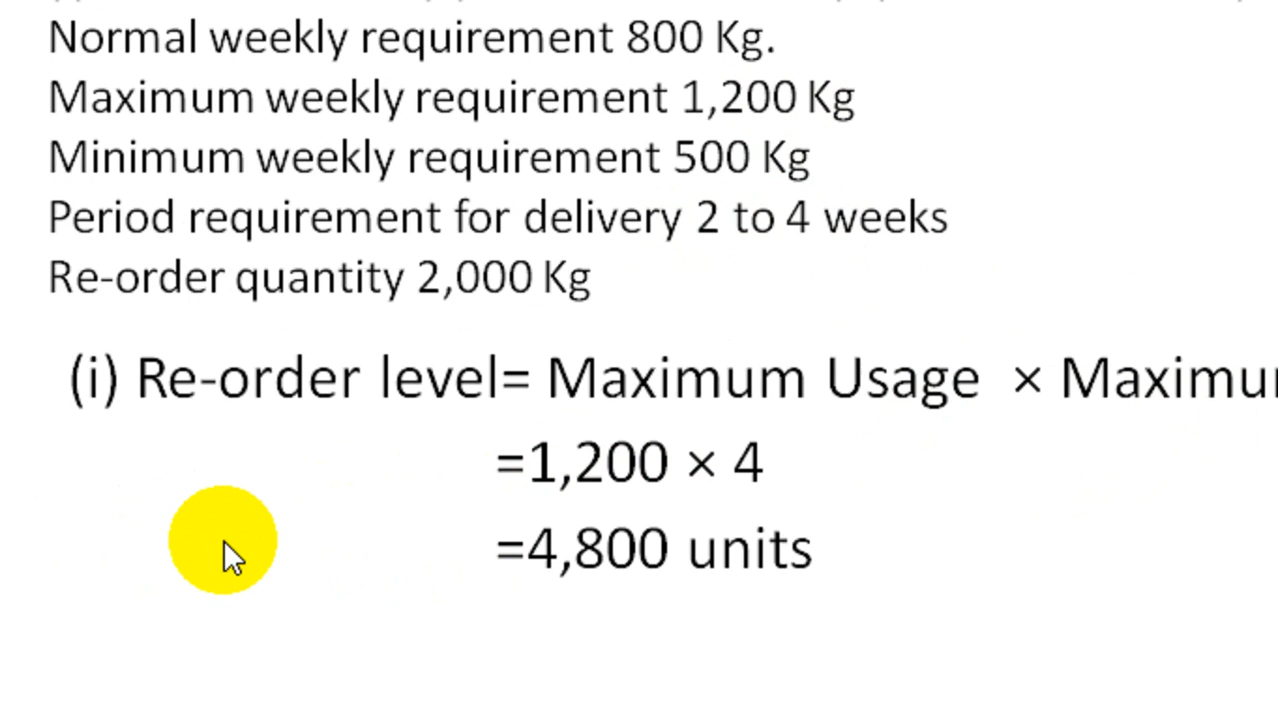 Normal weekly requirement 800 Kg.
Maximum weekly requirement 1,200 Kg
Minimum weekly requirement 500 Kg
Period requirement for delivery 2 to 4 weeks
Re-order quantity 2,000 Kg
(i) Re-order level= Maximum Usage × 
=1,200 × 4
=4,800 units